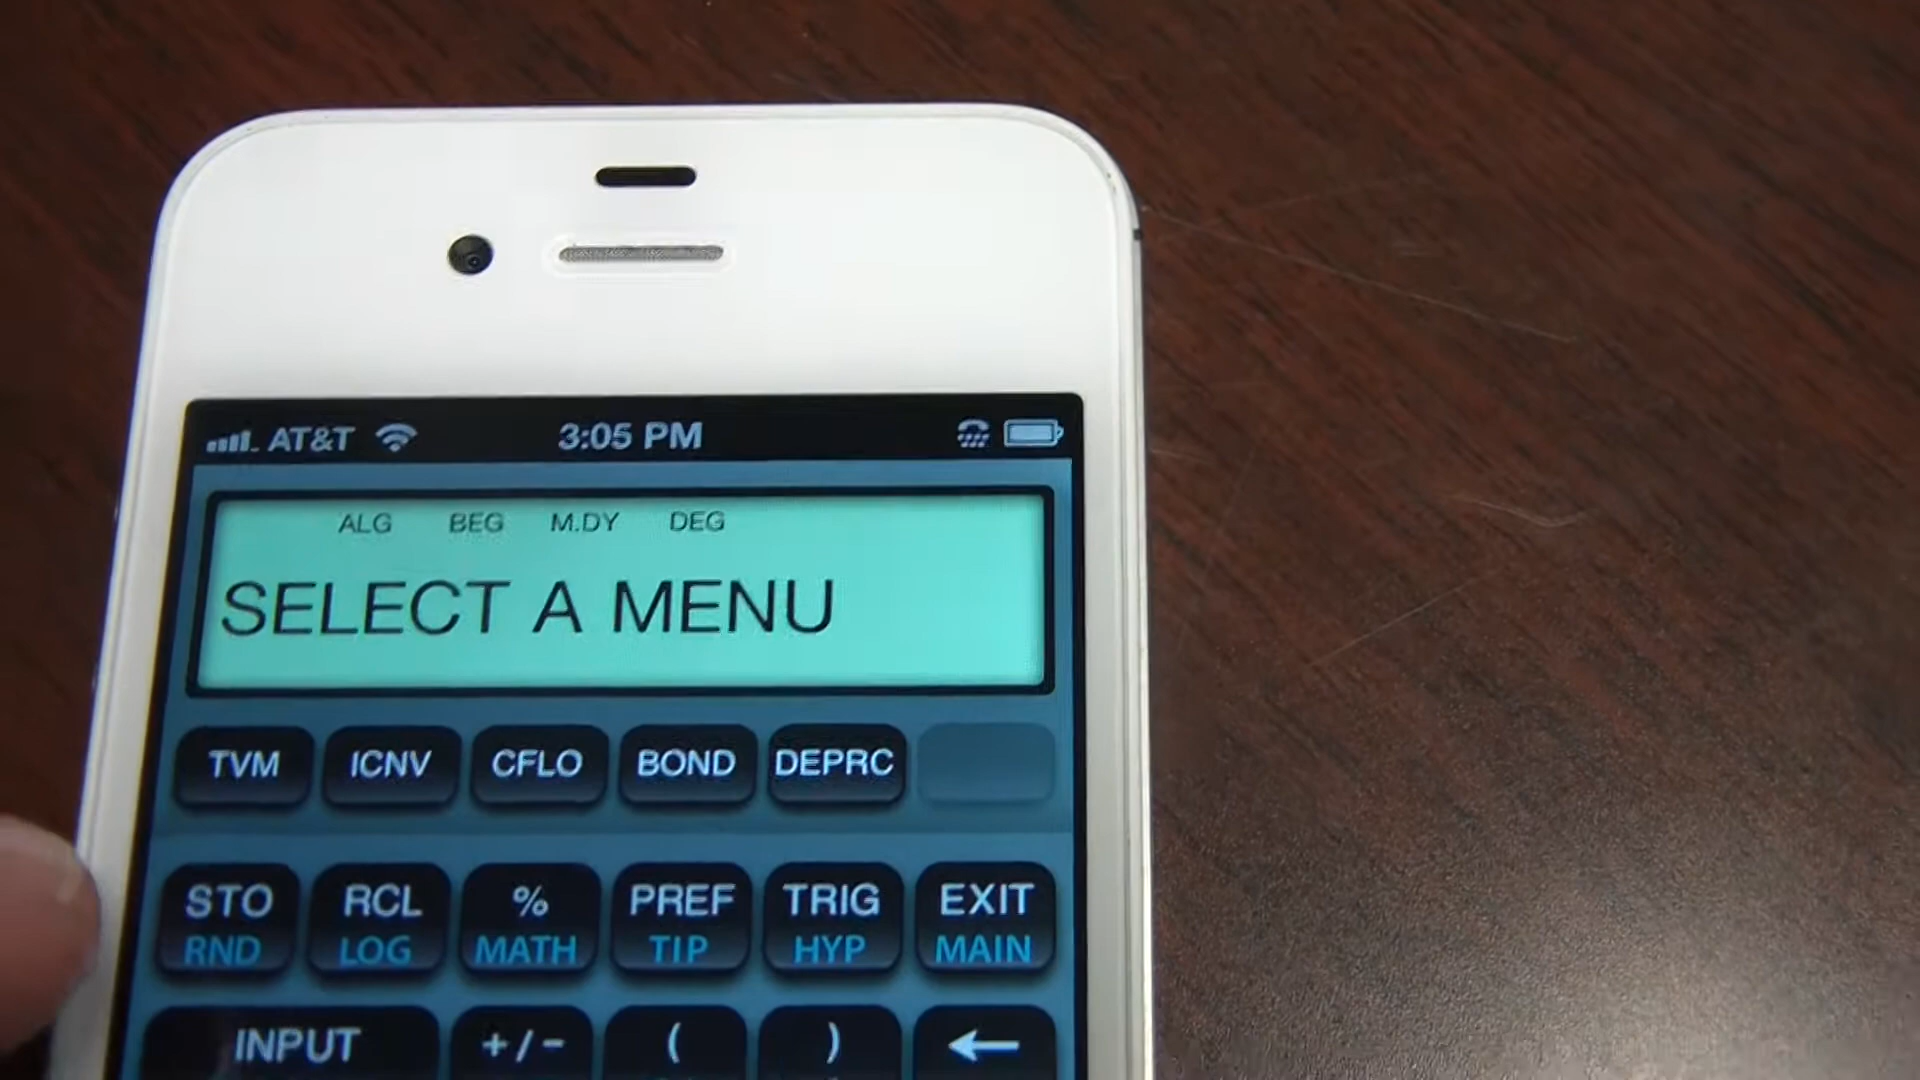 AT&T 3:05 PM
ALG BEG M.DY DEG
SELECT A MENU
TVM ICNV CFLO BOND DEPRC
STO RCL % PREF TRIG EXIT
RND LOG MATH TIP HYP MAIN
INPUT +/- ( ) ←